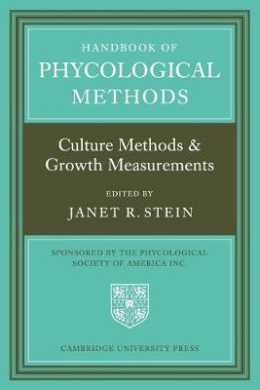 HANDBOOK OF
PHYCOLOGICAL
METHODS
Culture Methods &
Growth Measurements
EDITED BY
JANET R. STEIN
SPONSORED BY THE PHYCOLOGICAL
SOCIETY OF AMERICA INC.
CAMBRIDGE UNIVERSITY PRESS